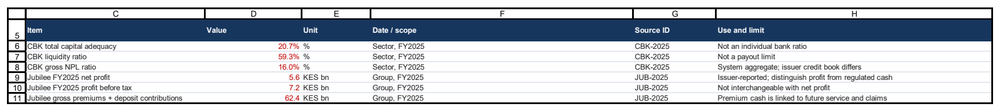 C D E F G H
5 Item Value Unit Date / scope Source ID Use and limit
6 CBK total capital adequacy 20.7% % Sector, FY2025 CBK-2025 Not an individual bank ratio
7 CBK liquidity ratio 59.3% % Sector, FY2025 CBK-2025 Not a payout limit
8 CBK gross NPL ratio 16.0% % Sector, FY2025 CBK-2025 System aggregate; issuer credit book differs
9 Jubilee FY2025 net profit 5.6 KES bn Group, FY2025 JUB-2025 Issuer-reported; distinguish profit from regulated cash
10 Jubilee FY2025 profit before tax 7.2 KES bn Group, FY2025 JUB-2025 Not interchangeable with net profit
11 Jubilee gross premiums + deposit contributions 62.4 KES bn Group, FY2025 JUB-2025 Premium cash is linked to future service and claims